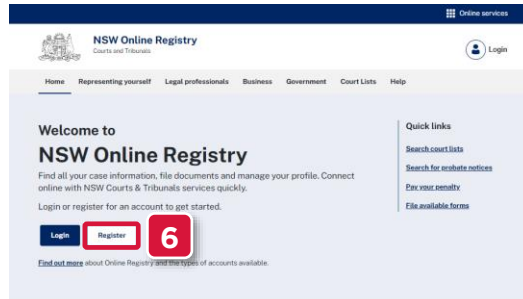 Online services
NSW Online Registry
Courts and Tribunals
Login
Home Representing yourself Legal professionals Business Government Court Lists Help
Welcome to
NSW Online Registry
Find all your case information, file documents and manage your profile. Connect
online with NSW Courts & Tribunals services quickly.
Login or register for an account to get started.
Login Register 6
Find out more about Online Registry and the types of accounts available.
Quick links
Search court lists
Search for probate notices
Pay your penalty
File available forms